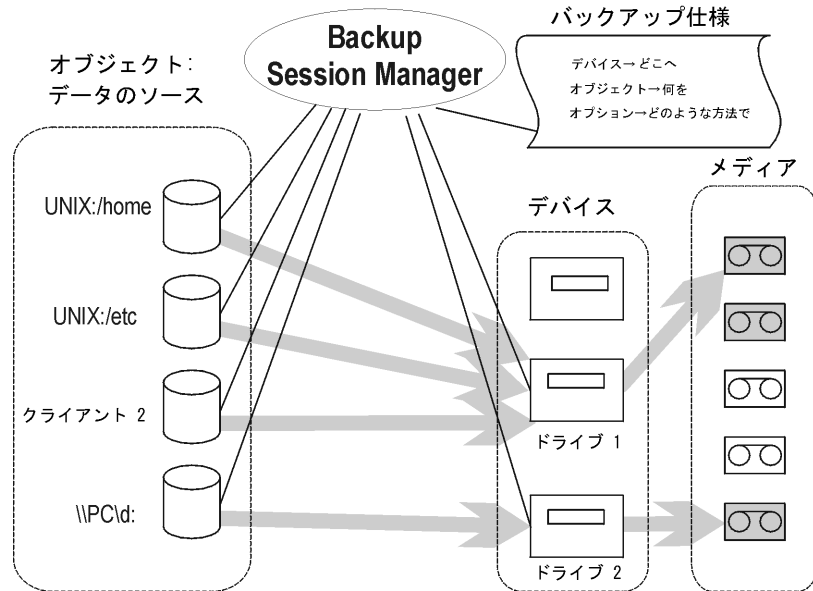 バックアップ仕様
デバイス→どこへ
オブジェクト→何を
オプション→どのような方法で
Backup
Session Manager
オブジェクト:
データのソース
メディア
デバイス
UNIX:/home
UNIX:/etc
クライアント 2
\\PC\d:
ドライブ 1
ドライブ 2